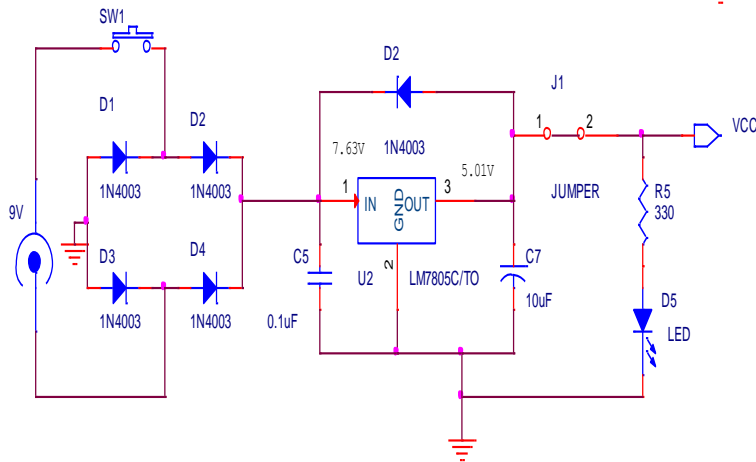 SW1
D1
D2
1N4003
1N4003
9V
D3
D4
1N4003
1N4003
D2
1N4003
7.63V
5.01V
1
IN
GND
OUT
3
2
U2
LM7805C/TO
C5
0.1uF
C7
10uF
J1
1
2
JUMPER
VCC
R5
330
D5
LED